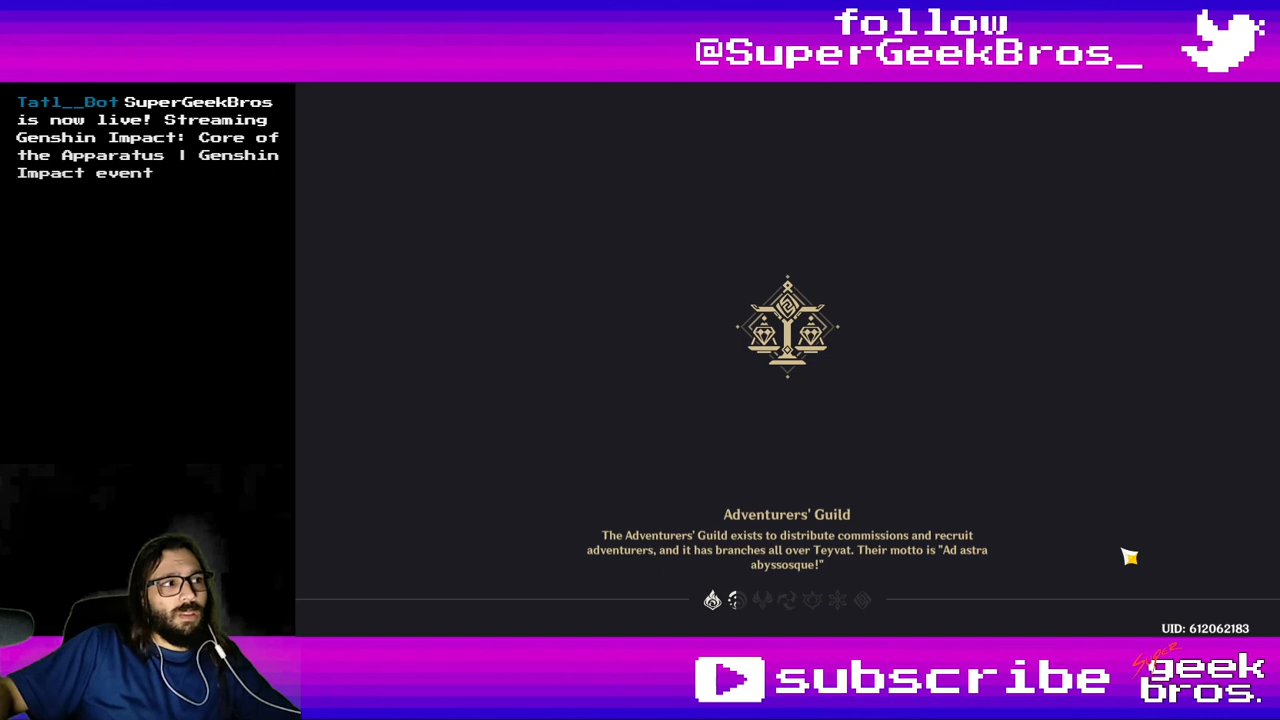 follow
@SuperGeekBros_
Tatl__Bot SuperGeekBros
is now live! Streaming
Genshin Impact: Core of
the Apparatus | Genshin
Impact event
Adventurers' Guild
The Adventurers' Guild exists to distribute commissions and recruit
adventurers, and it has branches all over Teyvat. Their motto is "Ad astra
abyssosque!"
UID: 612062183
subscribe
SUPER
geek
bros.